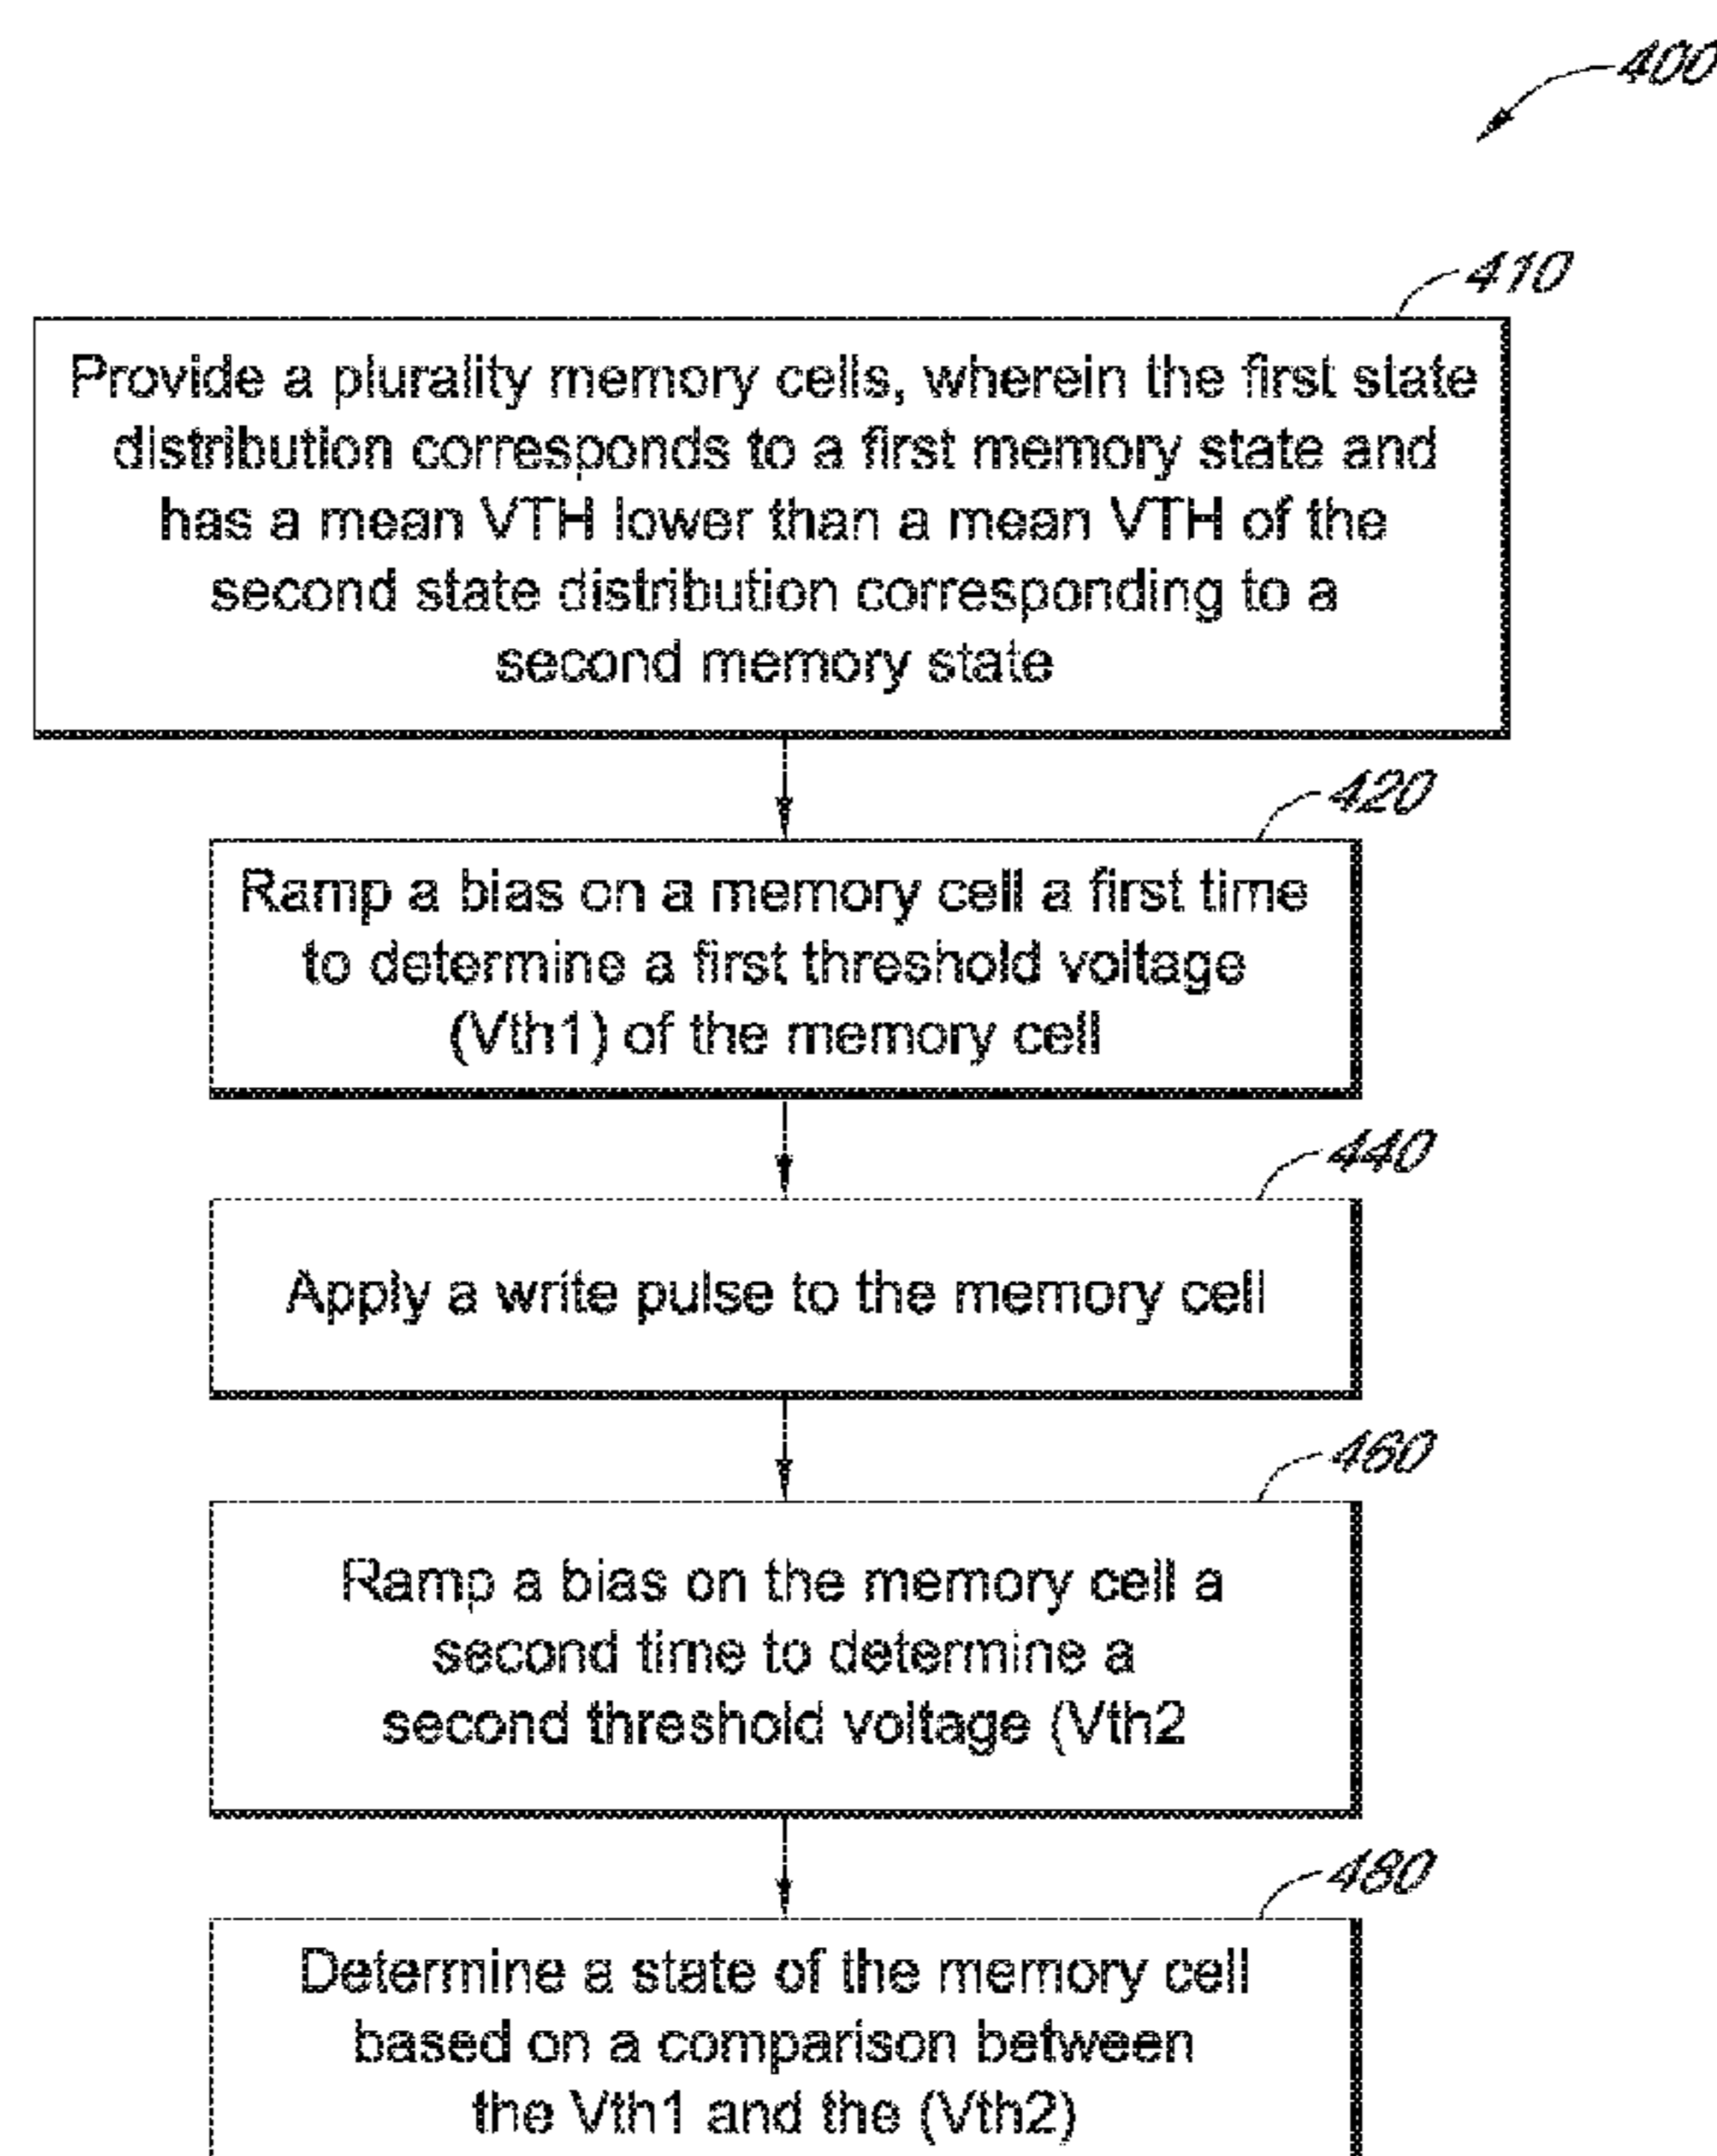 400
410
Provide a plurality memory cells, wherein the first state
distribution corresponds to a first memory state and
has a mean VTH lower than a mean VTH of the
second state distribution corresponding to a
second memory state
420
Ramp a bias on a memory cell a first time
to determine a first threshold voltage
(Vth1) of the memory cell
440
Apply a write pulse to the memory cell
460
Ramp a bias on the memory cell a
second time to determine a
second threshold voltage (Vth2
480
Determine a state of the memory cell
based on a comparison between
the Vth1 and the (Vth2)